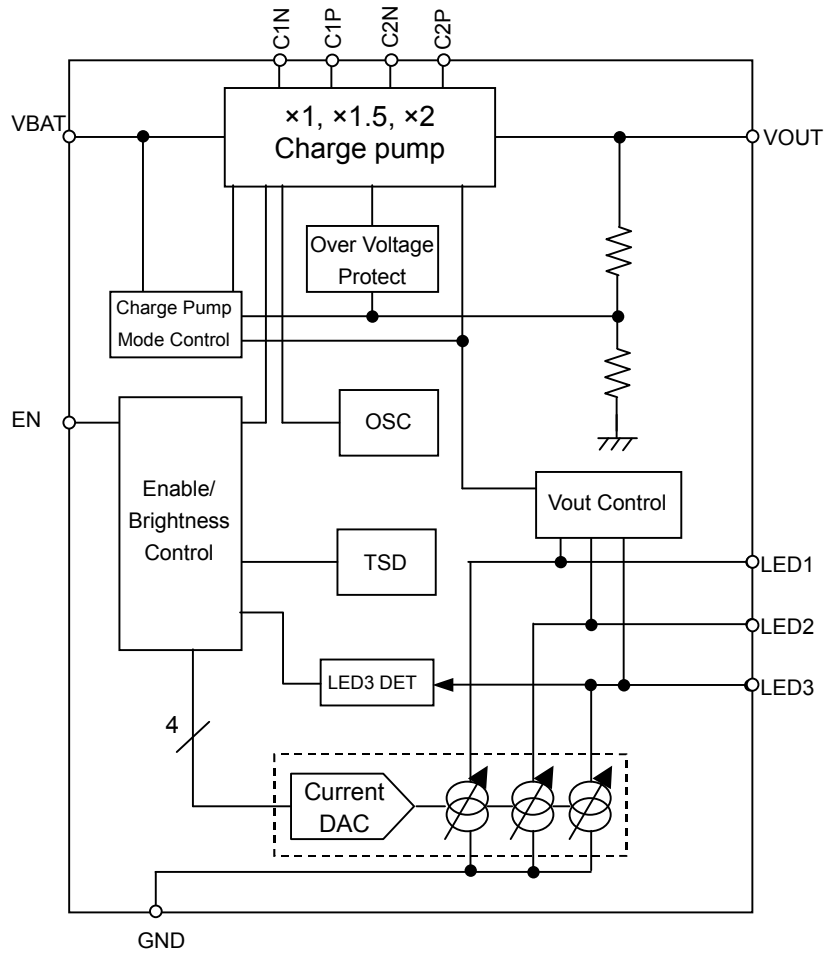 C1N
C1P
C2N
C2P
VBAT
×1, ×1.5, ×2
Charge pump
VOUT
Over Voltage
Protect
Charge Pump
Mode Control
EN
OSC
Enable/
Brightness
Control
Vout Control
TSD
LED1
LED2
LED3 DET
LED3
4
Current
DAC
GND